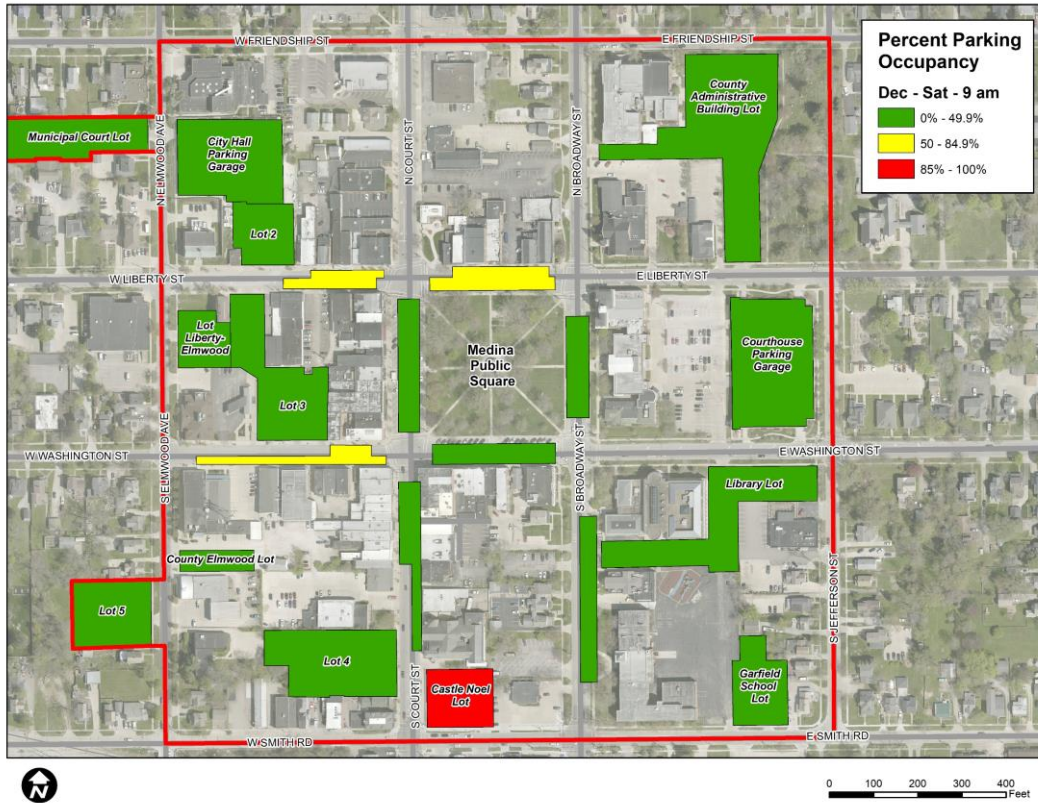 Percent Parking
Occupancy
Dec - Sat - 9 am
0% - 49.9%
50 - 84.9%
85% - 100%
W FRIENDSHIP ST
E FRIENDSHIP ST
County
Administrative
Building Lot
Municipal Court Lot
N ELMWOOD AVE
City Hall
Parking
Garage
N COURT ST
N BROADWAY ST
Lot 2
W LIBERTY ST
E LIBERTY ST
Lot
Liberty-
Elmwood
Medina
Public
Square
Courthouse
Parking
Garage
Lot 3
S ELMWOOD AVE
S BROADWAY ST
W WASHINGTON ST
E WASHINGTON ST
Library Lot
County Elmwood Lot
S JEFFERSON ST
Lot 5
Lot 4
S COURT ST
Castle Noel
Lot
Garfield
School
Lot
W SMITH RD
E SMITH RD
N
0 100 200 300 400
Feet